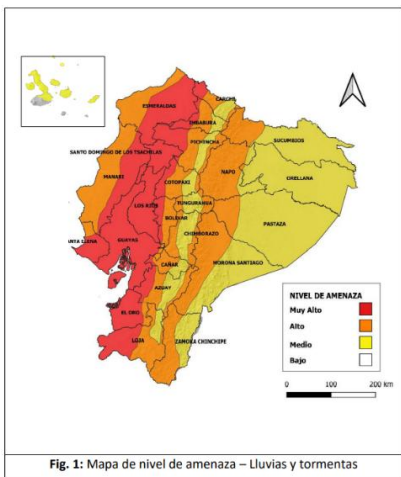 CARCHI
ESMERALDAS
IMBABURA
SUCUMBIOS
PICHINCHA
SANTO DOMINGO DE LOS TSACHILAS
NAPO
ORELLANA
MANABI
COTOPAXI
TUNGURAHUA
LOS RIOS
BOLIVAR
PASTAZA
GUAYAS
CHIMBORAZO
MORONA SANTIAGO
CAÑAR
AZUAY
EL ORO
LOJA
ZAMORA CHINCHIPE
NIVEL DE AMENAZA
Muy Alto
Alto
Medio
Bajo
0 100 200 km
Fig. 1: Mapa de nivel de amenaza – Lluvias y tormentas